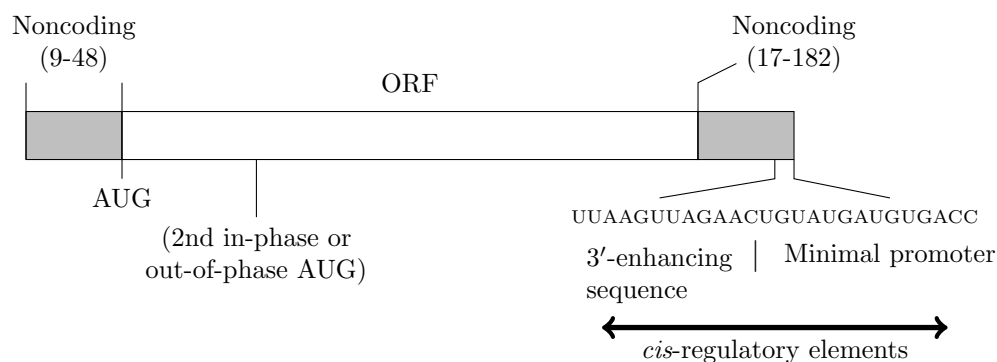 Noncoding
(9-48)
Noncoding
(17-182)
ORF
AUG
(2nd in-phase or
out-of-phase AUG)
UUAAGUUAGAACUGUAUGAUGUGACC
3′-enhancing
sequence
Minimal promoter
cis-regulatory elements